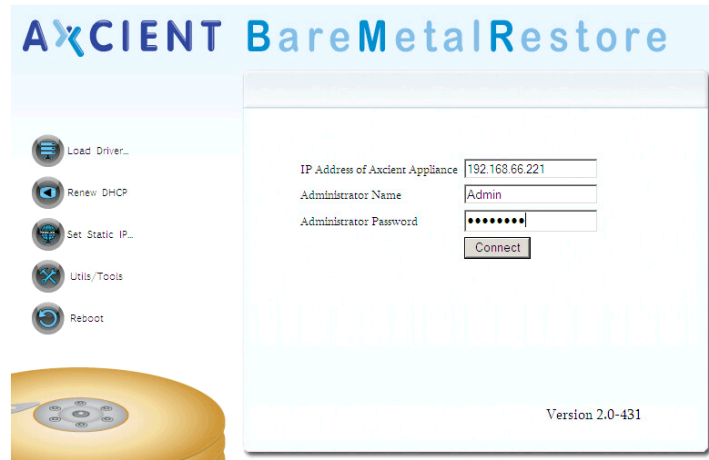 AXCIENT BareMetalRestore
Load Driver...
Renew DHCP
Set Static IP...
Utils/Tools
Reboot
IP Address of Axcient Appliance 192.168.66.221
Administrator Name Admin
Administrator Password ●●●●●●●●
Connect
Version 2.0-431